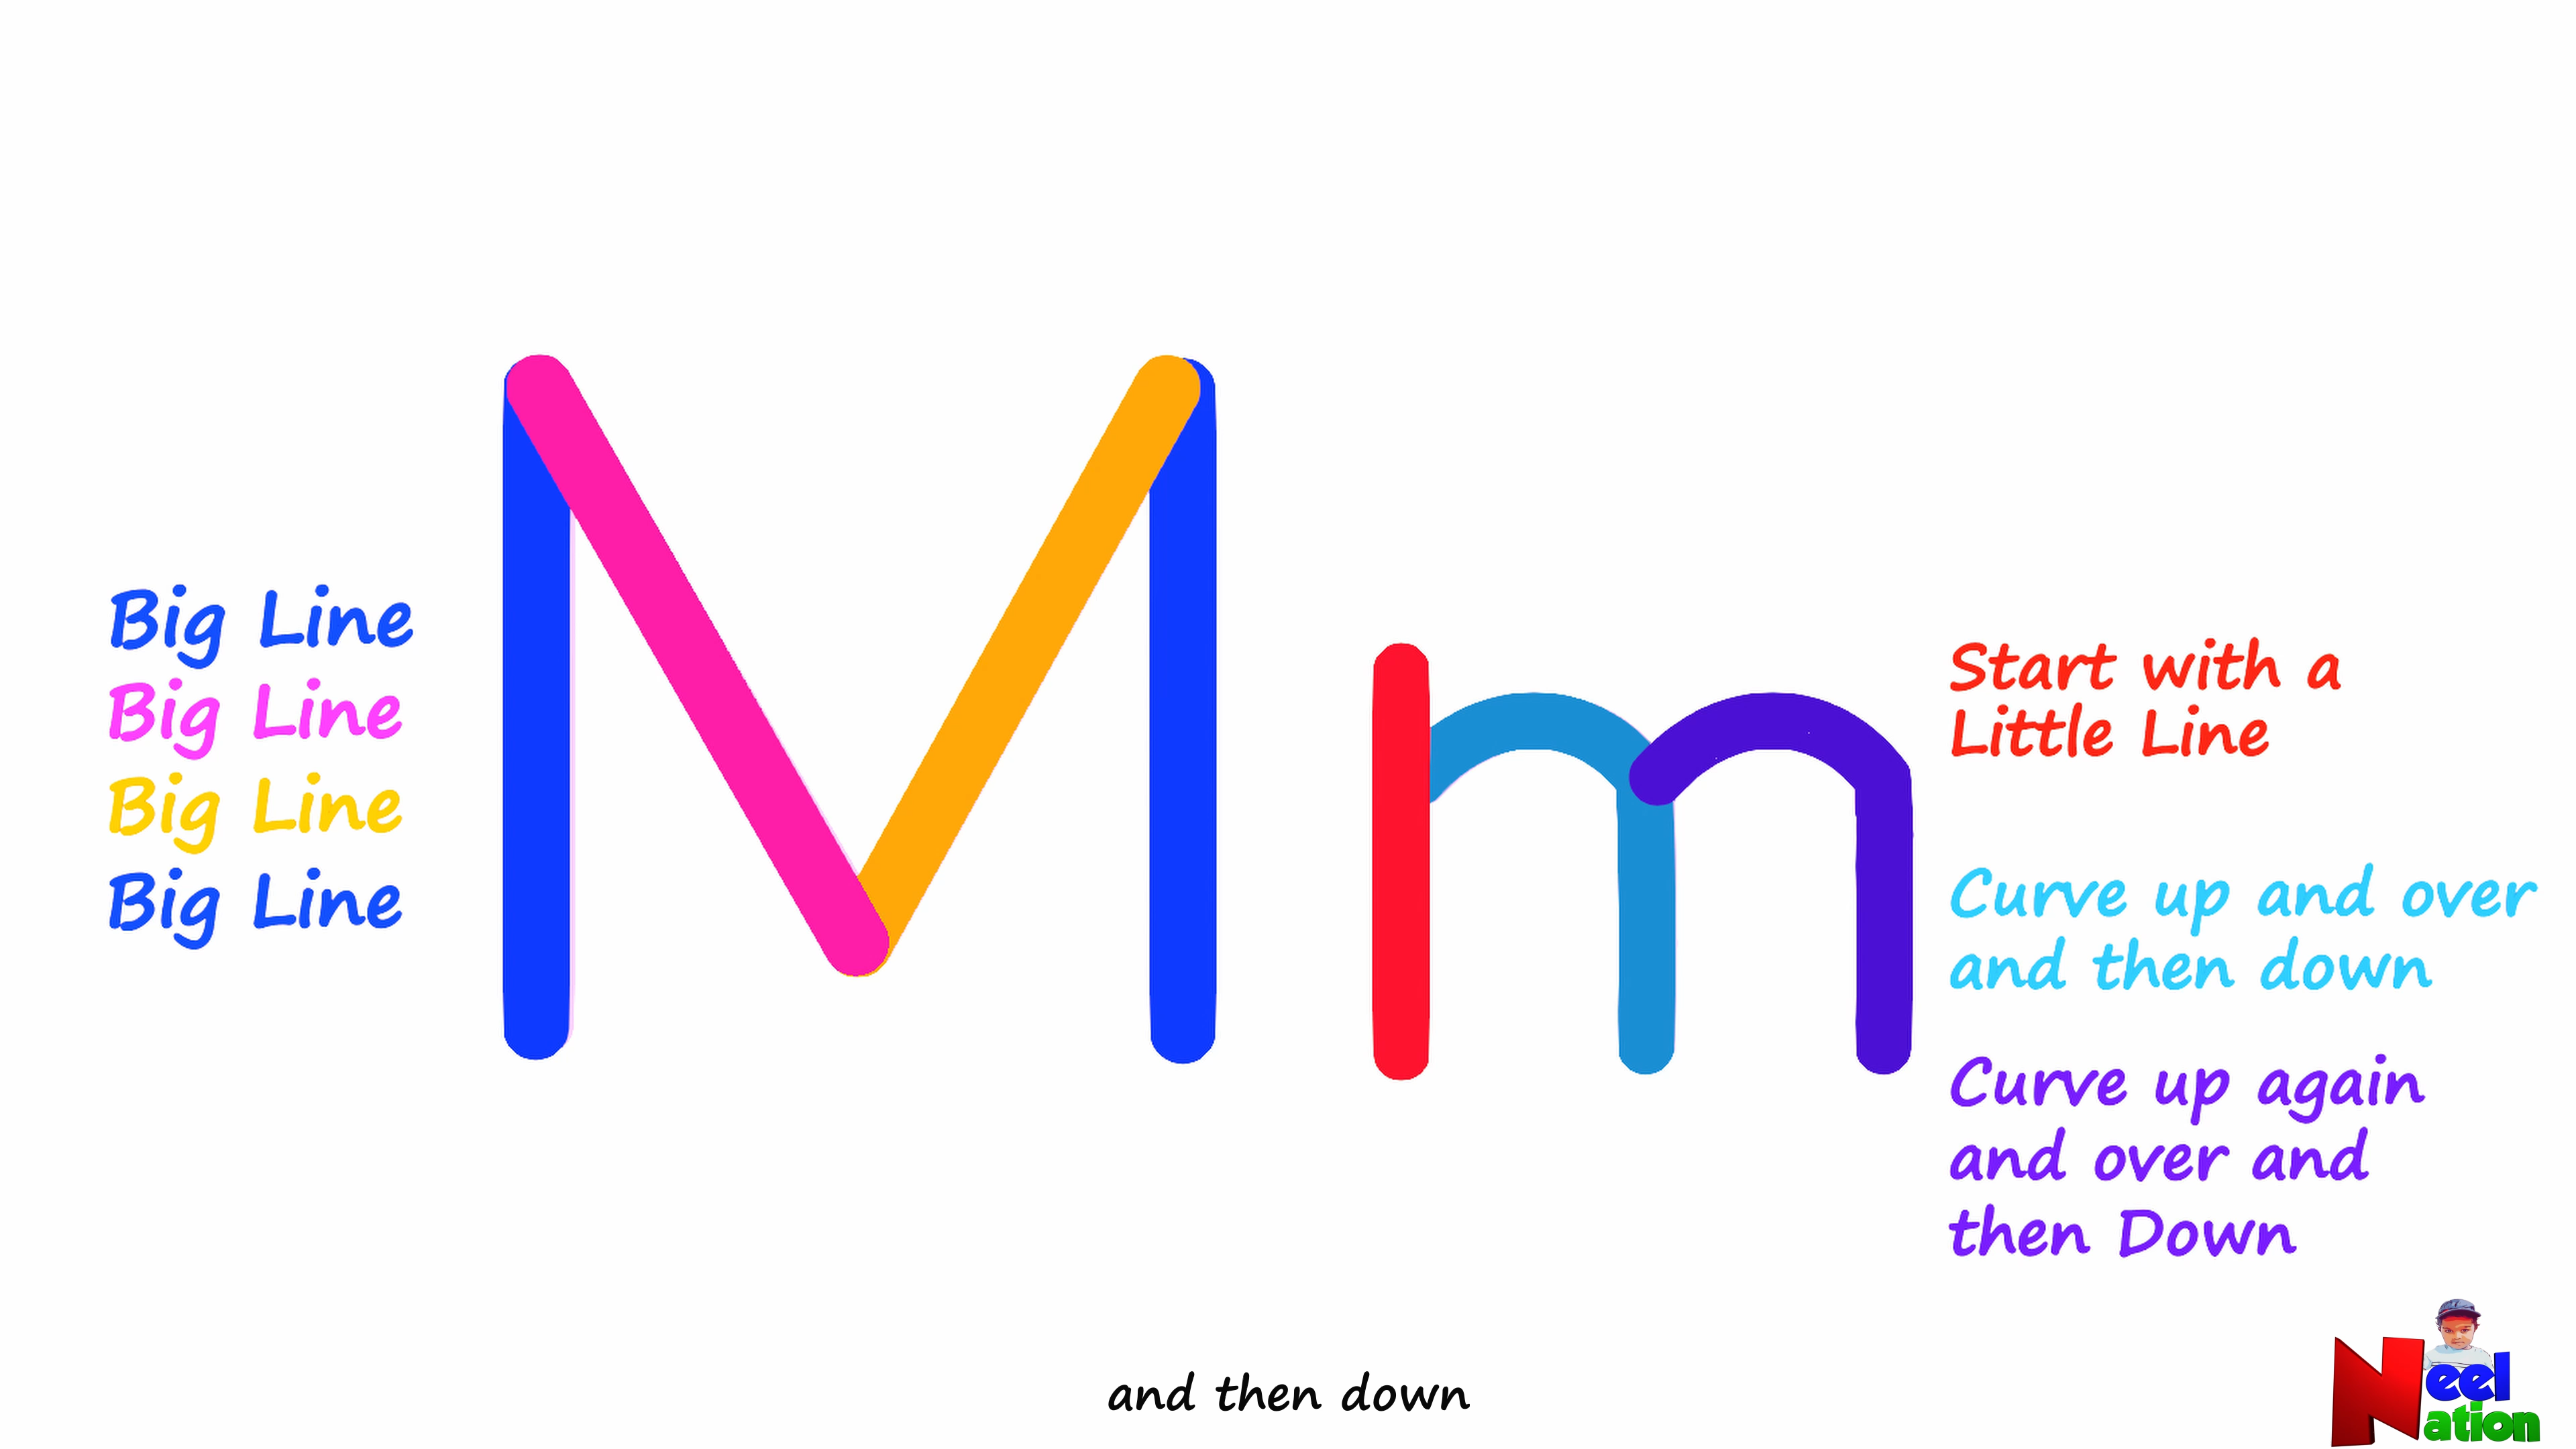 Big Line
Big Line
Big Line
Big Line
M m
Start with a
Little Line
Curve up and over
and then down
Curve up again
and over and
then Down
and then down
Neel
Nation